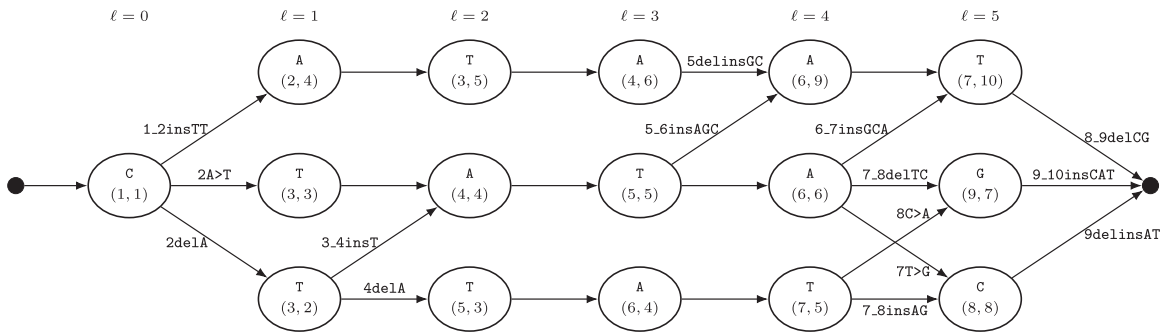 ℓ = 0 ℓ = 1 ℓ = 2 ℓ = 3 ℓ = 4 ℓ = 5
A T A A T
(2, 4) (3, 5) (4, 6) (6, 9) (7, 10)
5delinsGC
1_2insTT 5_6insAGC 6_7insGCA 8_9delCG
C T A T A G
(1, 1) (3, 3) (4, 4) (5, 5) (6, 6) (9, 7)
2A>T 7_8delTC 9_10insCAT
8C>A
2delA 3_4insT 9delinsAT
7T>G
T T A T C
(3, 2) (5, 3) (6, 4) (7, 5) (8, 8)
4delA 7_8insAG